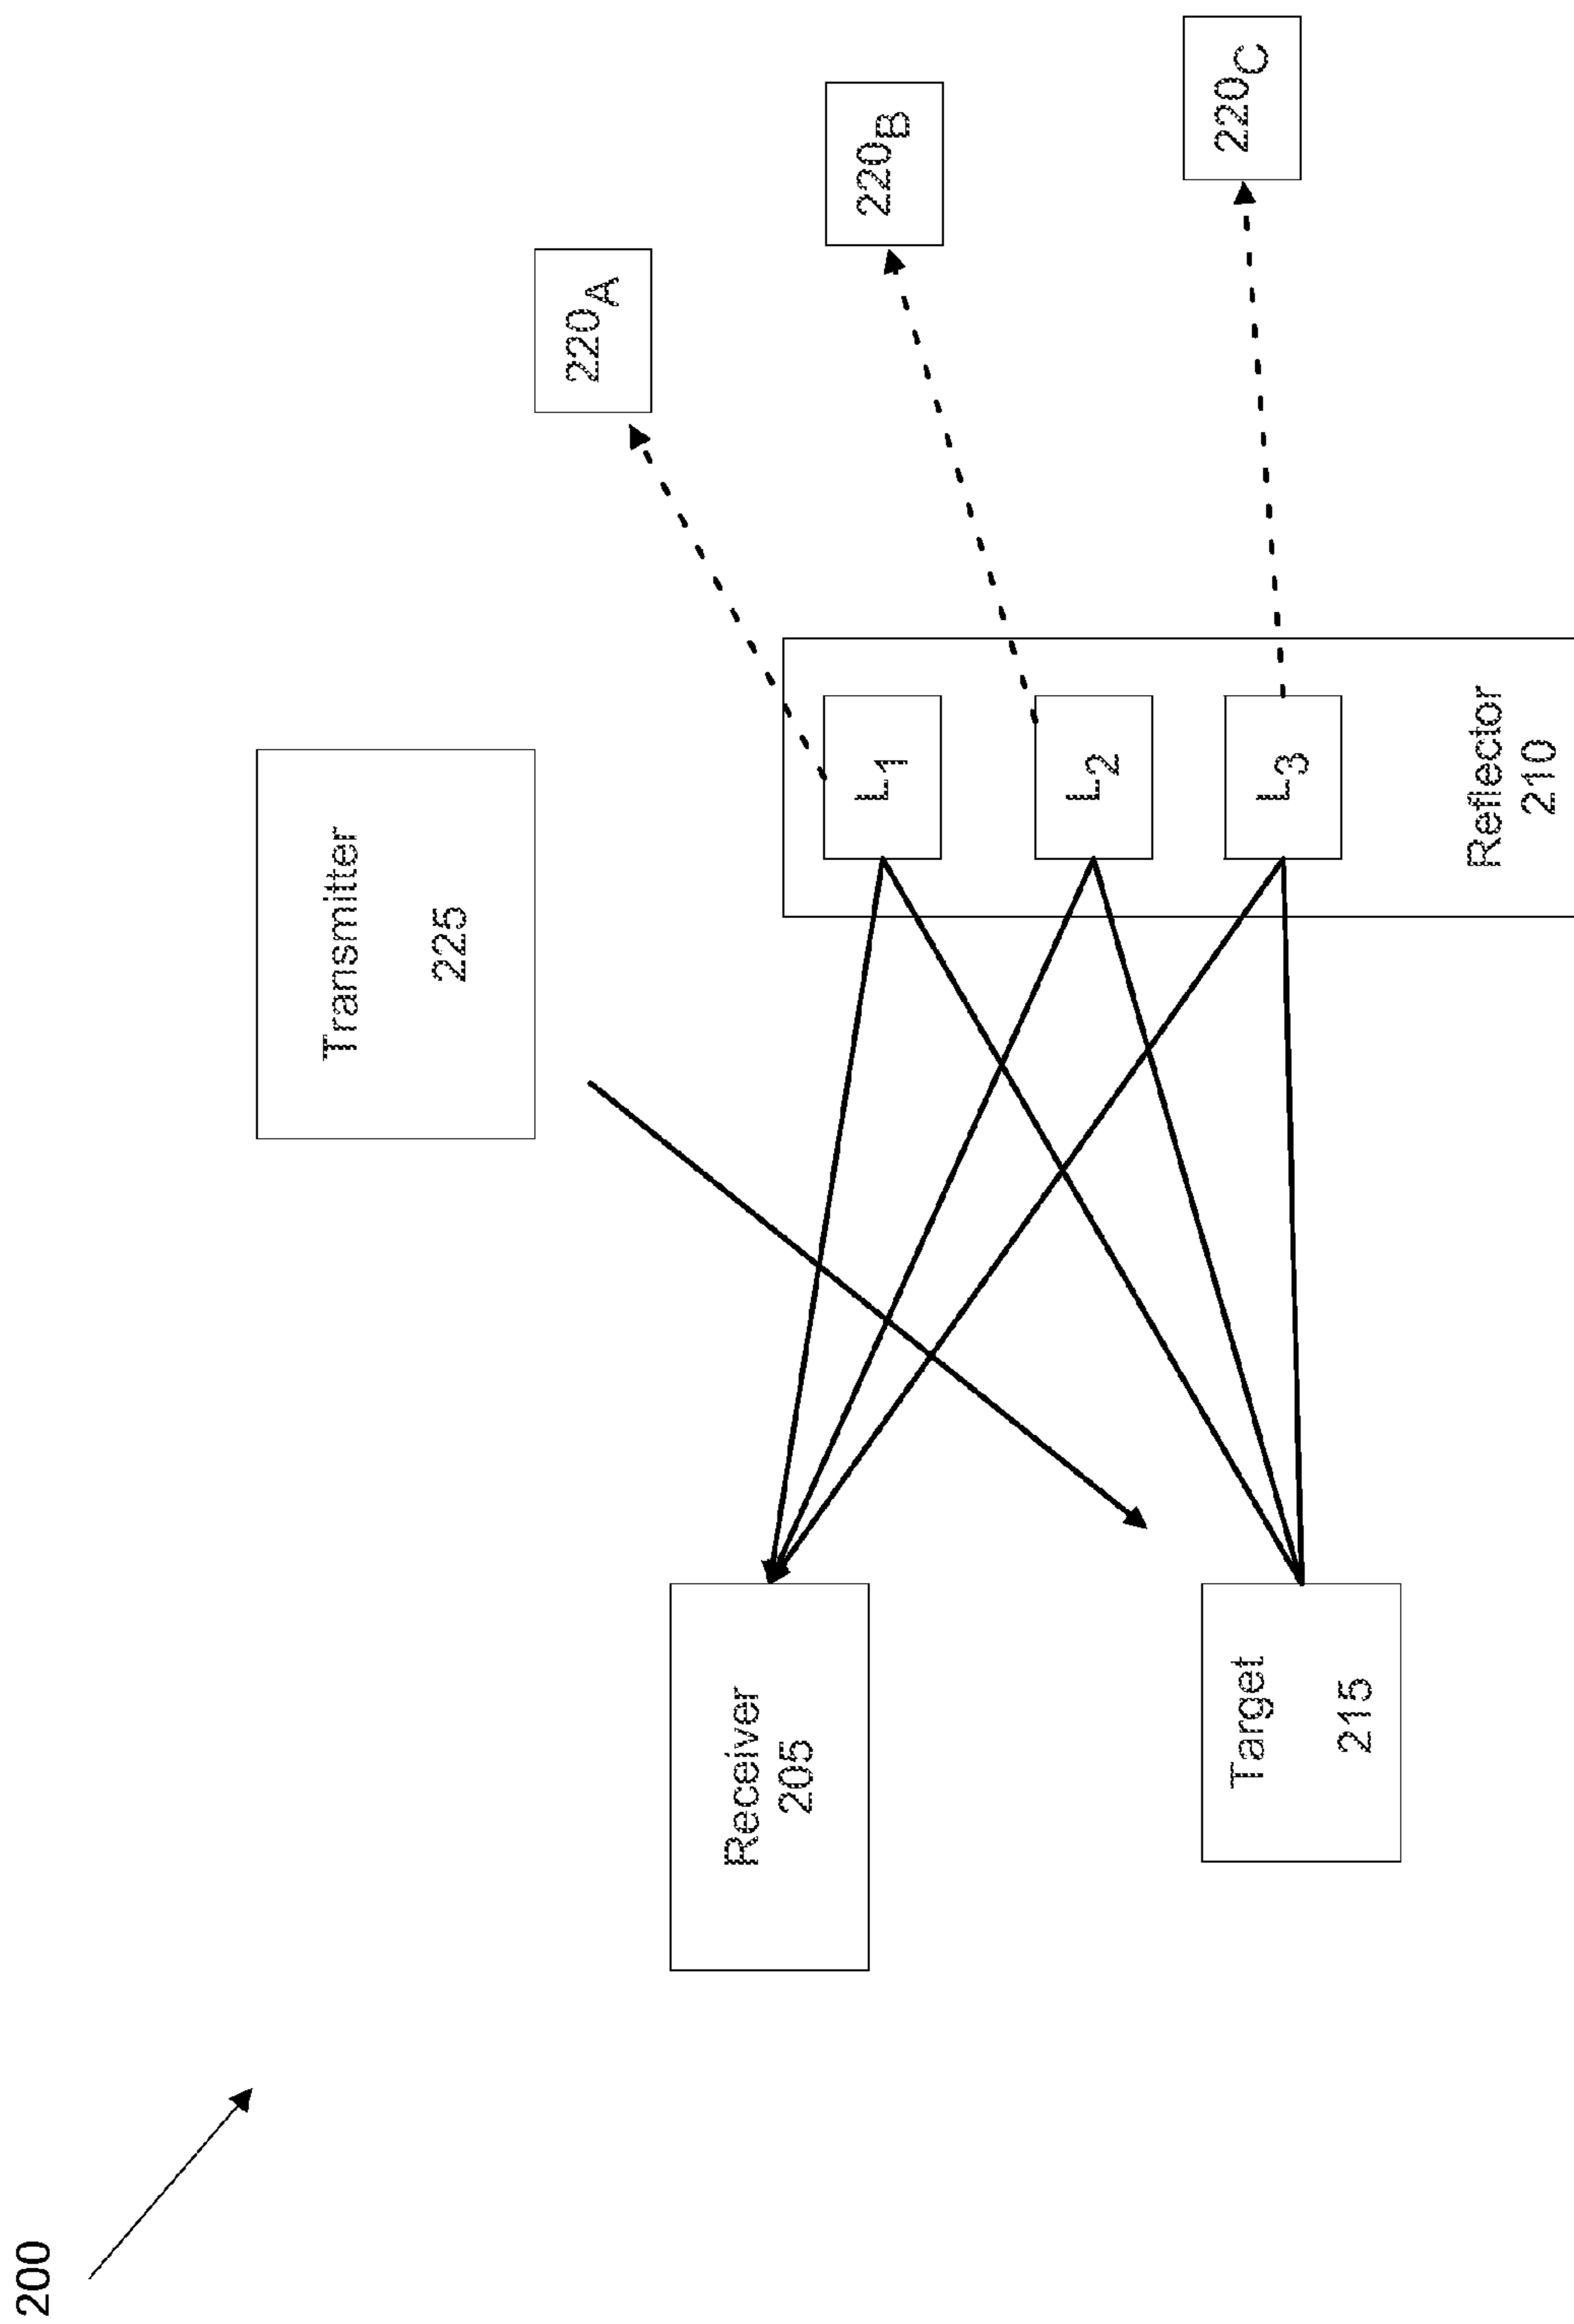 200
Transmitter
225
Receiver
205
Target
215
L1
L2
L3
Reflector
210
220A
220B
220C